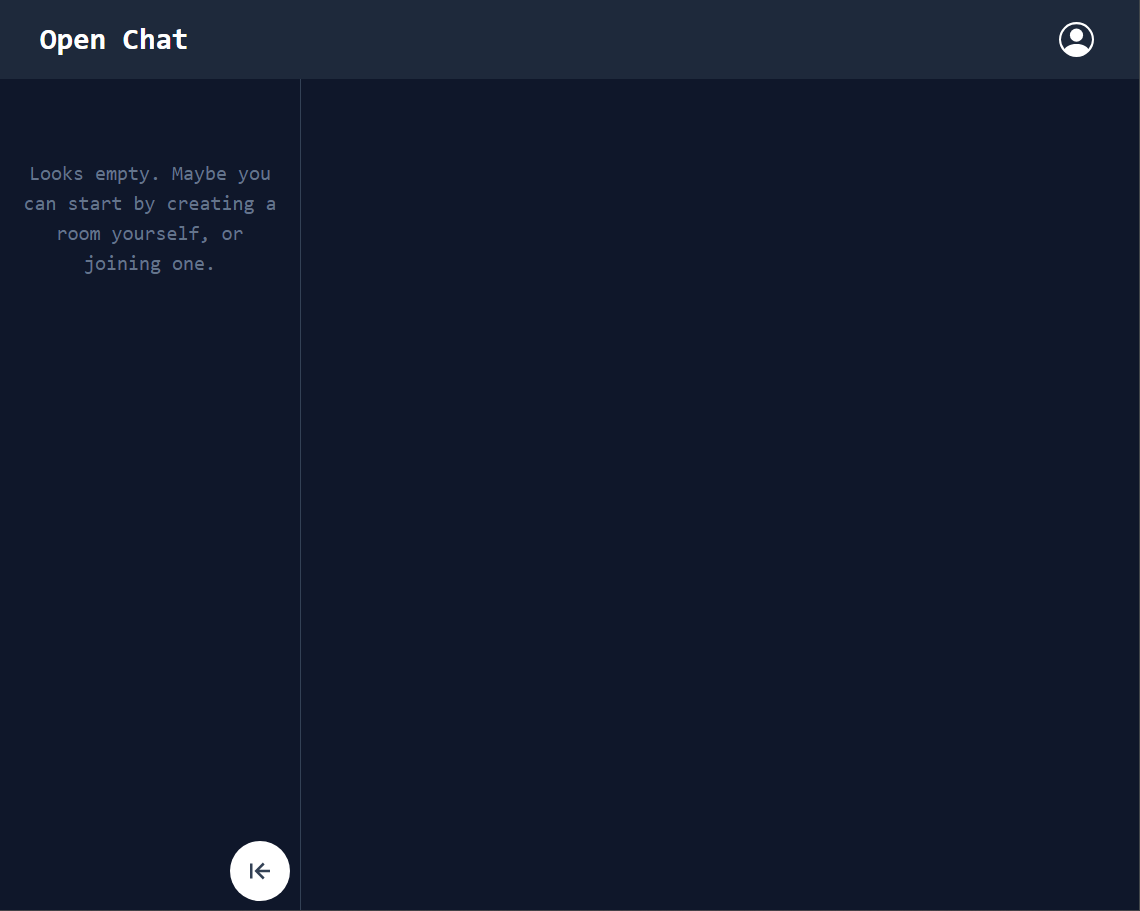 Open Chat
Looks empty. Maybe you
can start by creating a
room yourself, or
joining one.